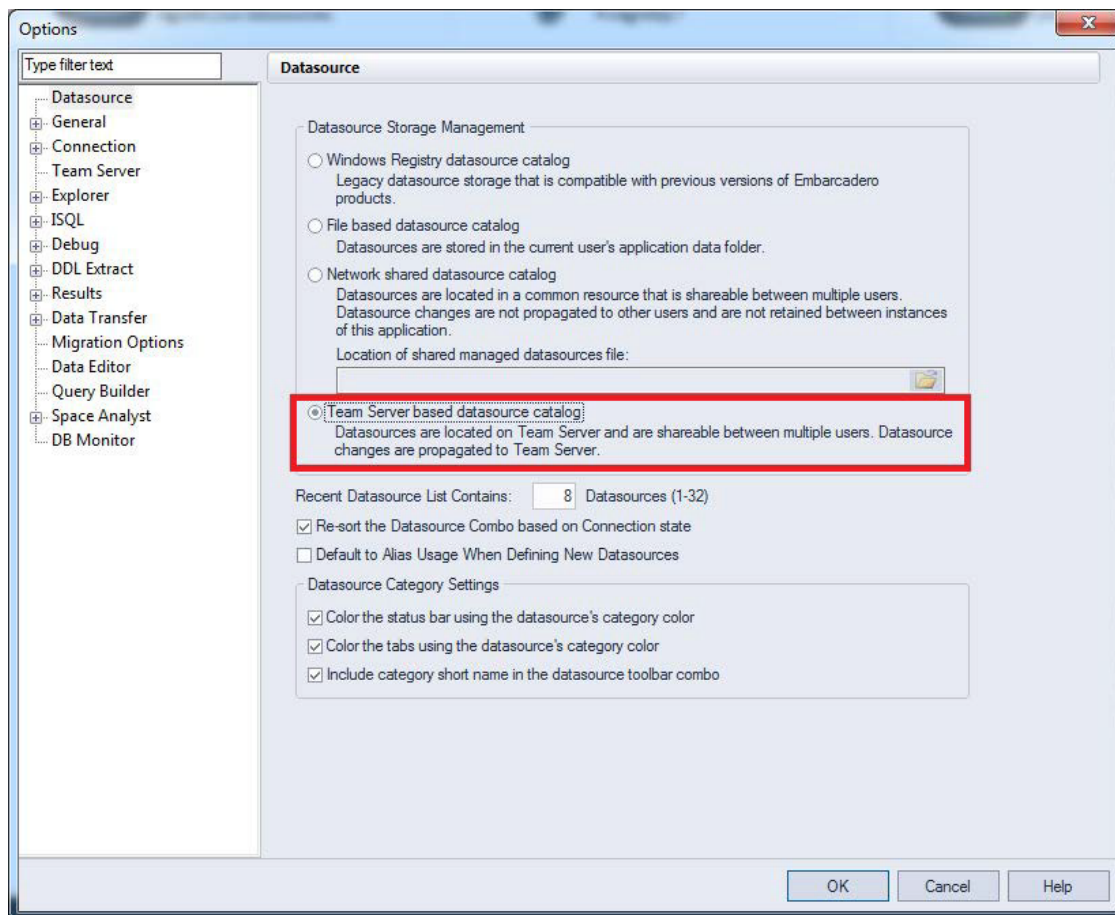 Options
Type filter text
Datasource
General
Connection
Team Server
Explorer
ISQL
Debug
DDL Extract
Results
Data Transfer
Migration Options
Data Editor
Query Builder
Space Analyst
DB Monitor
Datasource
Datasource Storage Management
Windows Registry datasource catalog
Legacy datasource storage that is compatible with previous versions of Embarcadero
products.
File based datasource catalog
Datasources are stored in the current user's application data folder.
Network shared datasource catalog
Datasources are located in a common resource that is shareable between multiple users.
Datasource changes are not propagated to other users and are not retained between instances
of this application.
Location of shared managed datasources file:
Team Server based datasource catalog
Datasources are located on Team Server and are shareable between multiple users. Datasource
changes are propagated to Team Server.
Recent Datasource List Contains: 8 Datasources (1-32)
Re-sort the Datasource Combo based on Connection state
Default to Alias Usage When Defining New Datasources
Datasource Category Settings
Color the status bar using the datasource's category color
Color the tabs using the datasource's category color
Include category short name in the datasource toolbar combo
OK Cancel Help